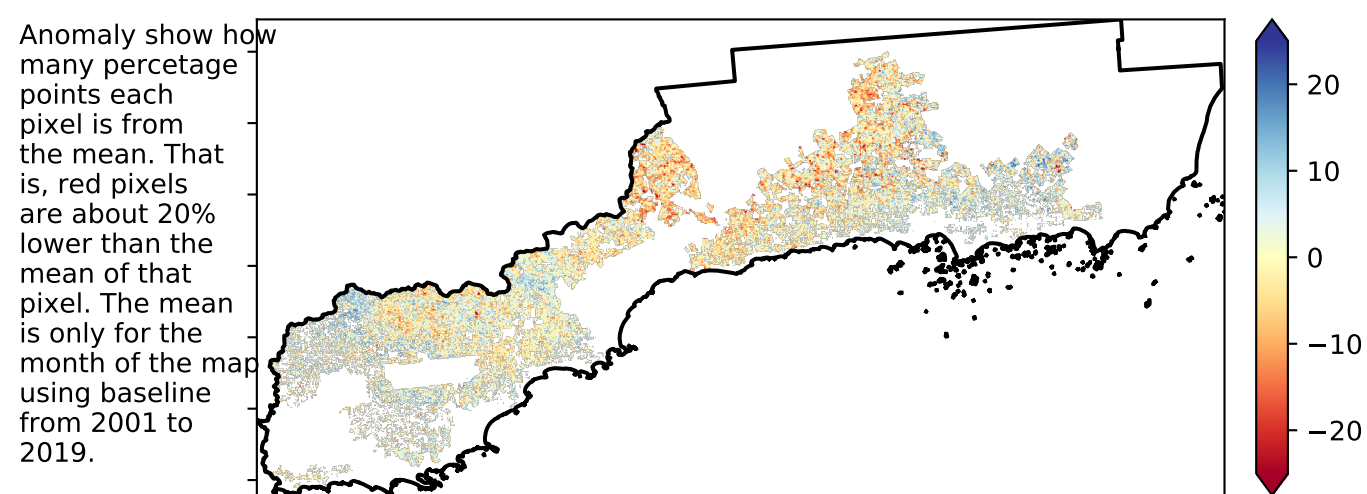 Anomaly show how
many percetage
points each
pixel is from
the mean. That
is, red pixels
are about 20%
lower than the
mean of that
pixel. The mean
is only for the
month of the map
using baseline
from 2001 to
2019.
20
10
0
−10
−20